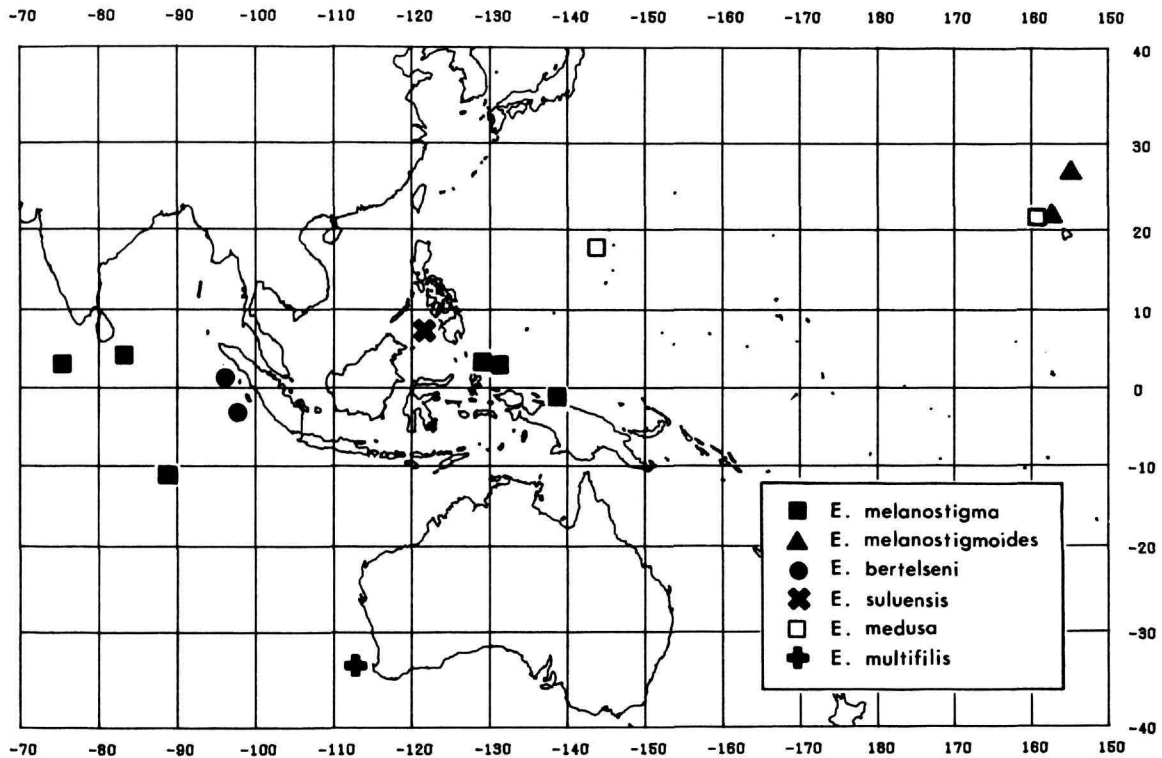 -70 -80 -90 -100 -110 -120 -130 -140 -150 -160 -170 180 170 160 150
40
30
20
10
0
-10
-20
-30
-40
E. melanostigma
E. melanostigmoides
E. bertelseni
E. suluensis
E. medusa
E. multifilis
-70 -80 -90 -100 -110 -120 -130 -140 -150 -160 -170 180 170 160 150